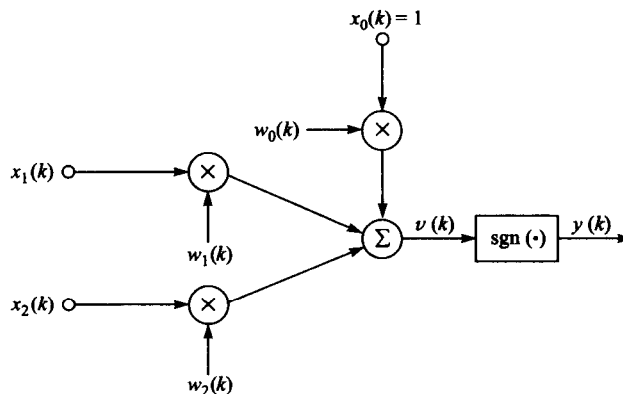 x₀(k) = 1
w₀(k)
×
x₁(k)
×
w₁(k)
Σ
v (k)
sgn (·)
y (k)
x₂(k)
×
w₂(k)